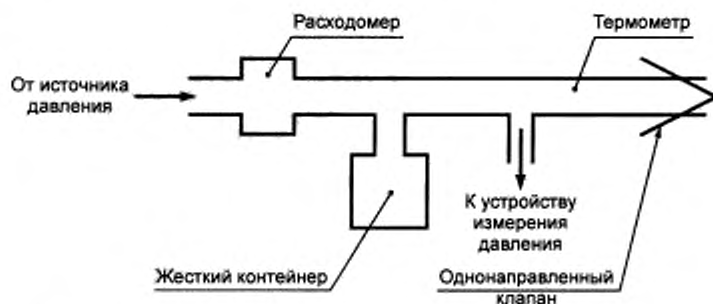 Расходомер
Термометр
От источника
давления
К устройству
измерения
давления
Жесткий контейнер
Однонаправленный
клапан